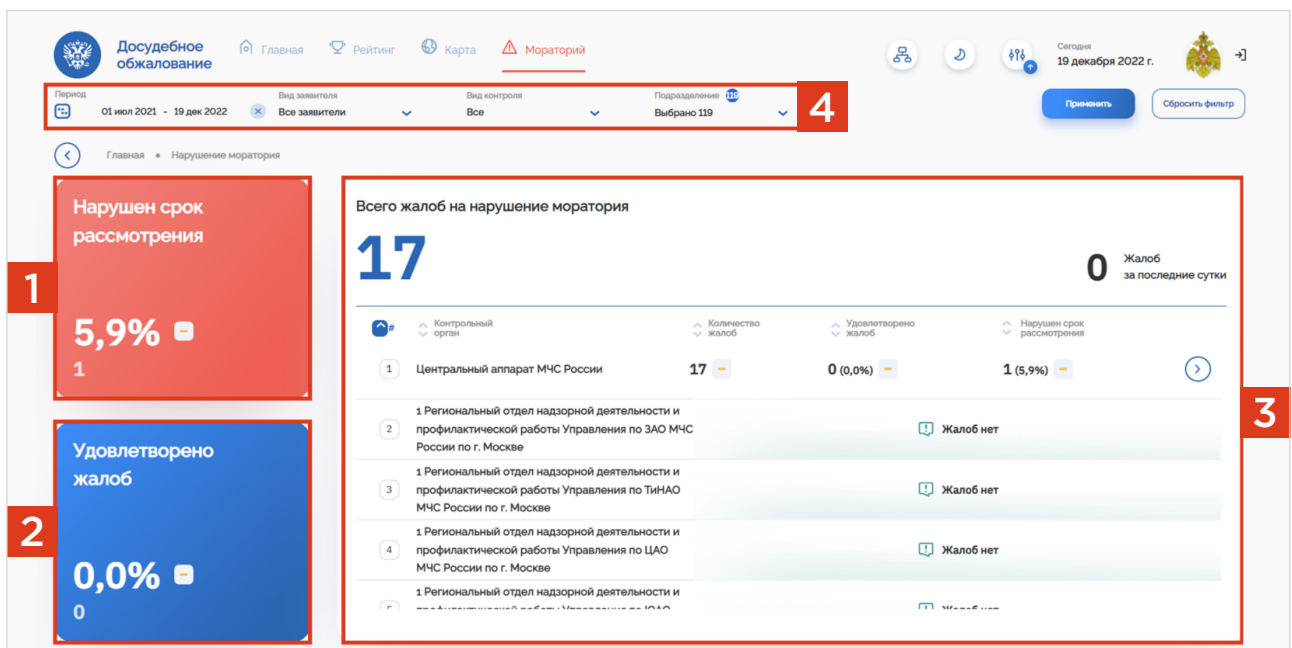 Досудебное
обжалование
Главная
Рейтинг
Карта
Мораторий
Сегодня
19 декабря 2022 г.
Период
01 июл 2021 - 19 дек 2022
Вид заявителя
Все заявители
Вид контроля
Все
Подразделение 119
Выбрано 119
4
Применить
Сбросить фильтр
Главная • Нарушение моратория
1
Нарушен срок
рассмотрения
5,9%
1
2
Удовлетворено
жалоб
0,0%
0
3
Всего жалоб на нарушение моратория
17
0
Жалоб
за последние сутки
#
Контрольный
орган
Количество
жалоб
Удовлетворено
жалоб
Нарушен срок
рассмотрения
1 Центральный аппарат МЧС России 17 0 (0,0%) 1 (5,9%)
1 Региональный отдел надзорной деятельности и
2 профилактической работы Управления по ЗАО МЧС Жалоб нет
России по г. Москве
1 Региональный отдел надзорной деятельности и
3 профилактической работы Управления по ТиНАО Жалоб нет
МЧС России по г. Москве
1 Региональный отдел надзорной деятельности и
4 профилактической работы Управления по ЦАО Жалоб нет
МЧС России по г. Москве
1 Региональный отдел надзорной деятельности и